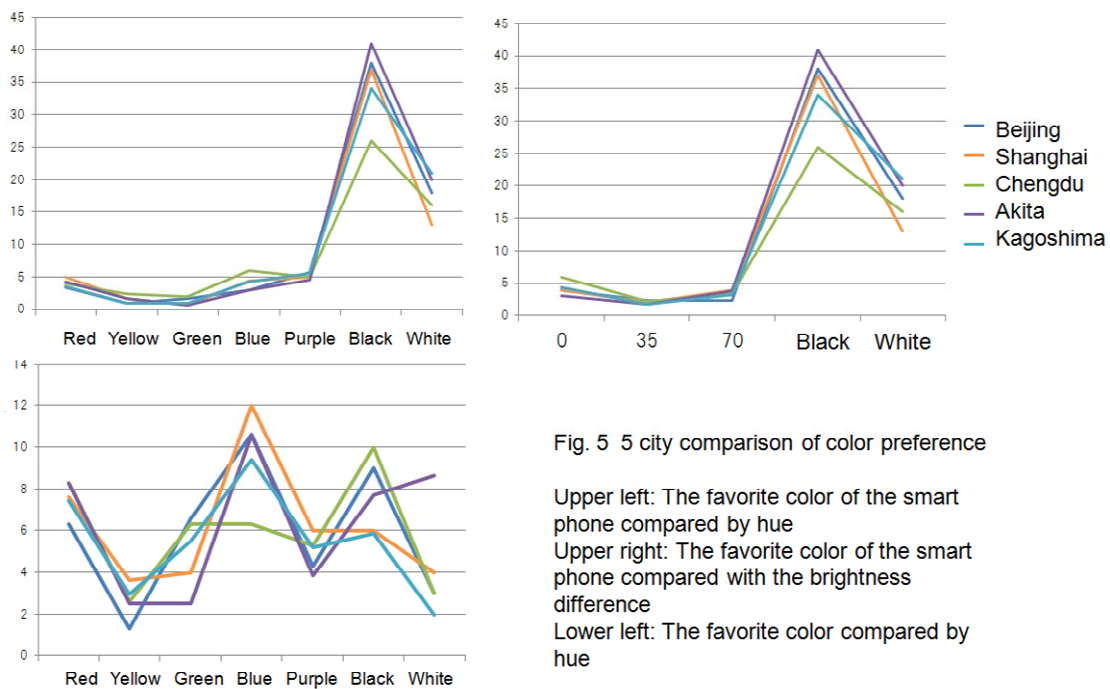 45
40
35
30
25
20
15
10
5
0
Red Yellow Green Blue Purple Black White
45
40
35
30
25
20
15
10
5
0
0 35 70 Black White
Beijing
Shanghai
Chengdu
Akita
Kagoshima
14
12
10
8
6
4
2
0
Red Yellow Green Blue Purple Black White
Fig. 5 5 city comparison of color preference
Upper left: The favorite color of the smart
phone compared by hue
Upper right: The favorite color of the smart
phone compared with the brightness
difference
Lower left: The favorite color compared by
hue